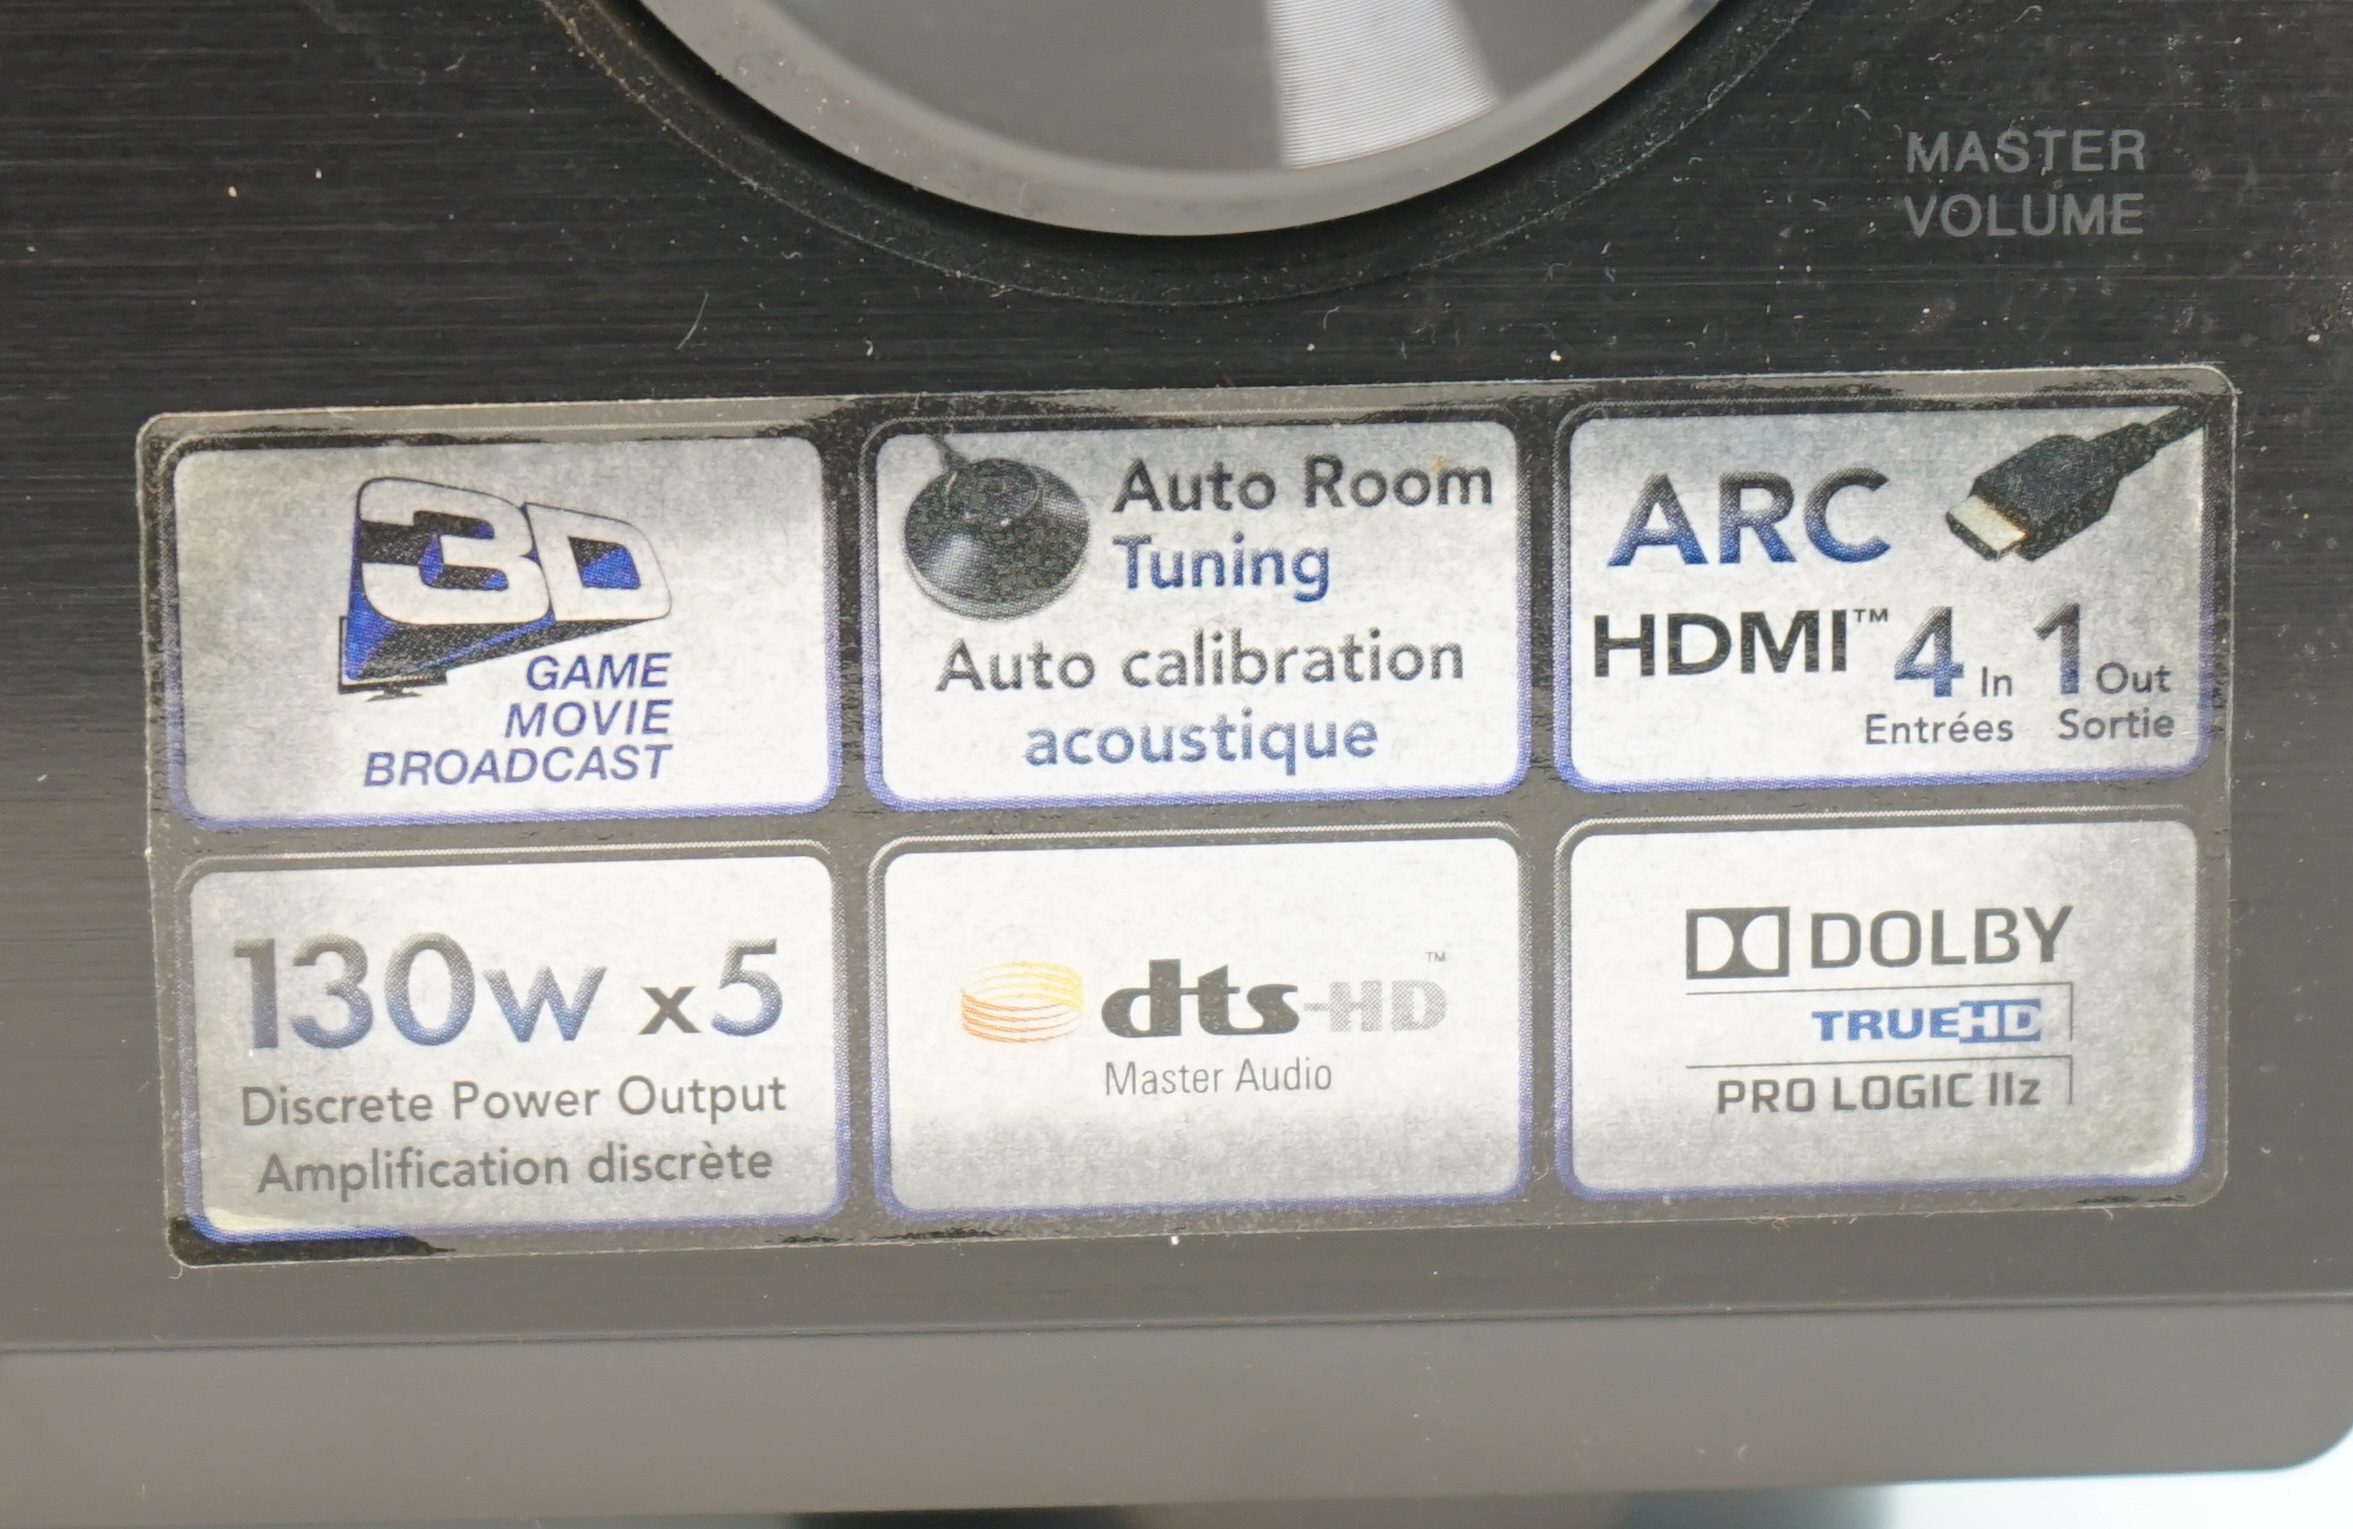 MASTER
VOLUME
3D
GAME
MOVIE
BROADCAST
Auto Room
Tuning
Auto calibration
acoustique
ARC
HDMI™ 4 In 1 Out
Entrées Sortie
130w x5
Discrete Power Output
Amplification discrète
dts-HD™
Master Audio
DOLBY
TRUEHD
PRO LOGIC IIz